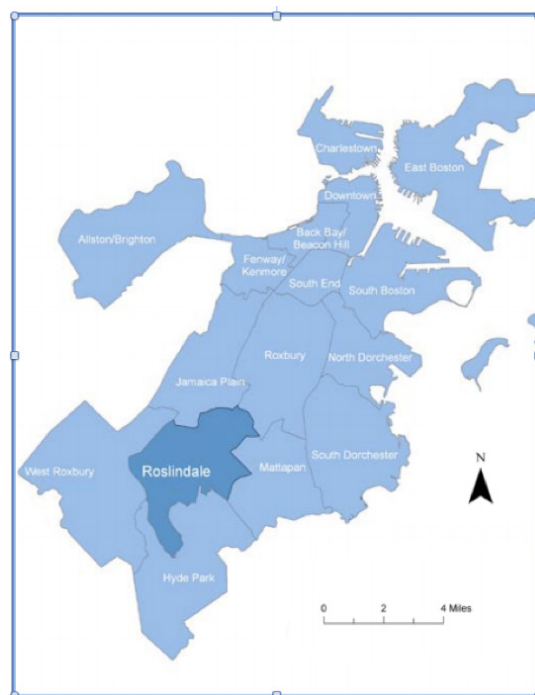 Charlestown
East Boston
Downtown
Allston/Brighton
Back Bay/
Beacon Hill
Fenway/
Kenmore
South End
South Boston
Roxbury
North Dorchester
Jamaica Plain
West Roxbury
Roslindale
Mattapan
South Dorchester
N
Hyde Park
0 2 4 Miles